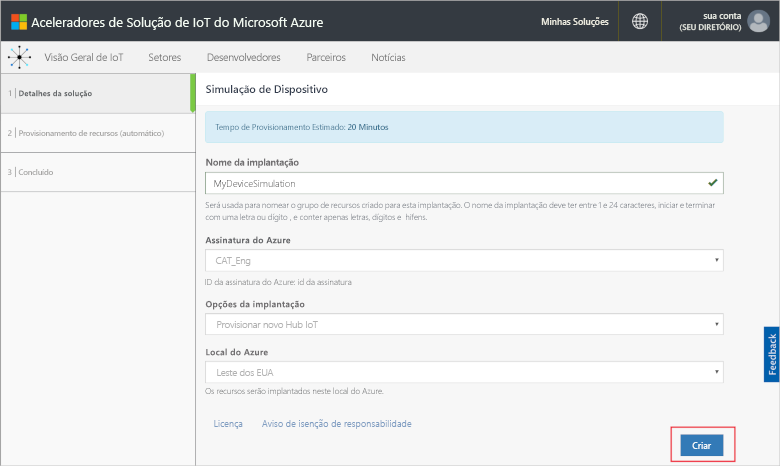 Aceleradores de Solução de IoT do Microsoft Azure
Minhas Soluções
sua conta
(SEU DIRETÓRIO)
Visão Geral de IoT
Setores
Desenvolvedores
Parceiros
Notícias
1 Detalhes da solução
2 Provisionamento de recursos (automático)
3 Concluído
Simulação de Dispositivo
Tempo de Provisionamento Estimado: 20 Minutos
Nome da implantação
MyDeviceSimulation
Será usada para nomear o grupo de recursos criado para esta implantação. O nome da implantação deve ter entre 1 e 24 caracteres, iniciar e terminar
com uma letra ou dígito , e conter apenas letras, dígitos e hifens.
Assinatura do Azure
CAT_Eng
ID da assinatura do Azure: id da assinatura
Opções da implantação
Provisionar novo Hub IoT
Local do Azure
Leste dos EUA
Os recursos serão implantados neste local do Azure.
Licença
Aviso de isenção de responsabilidade
Criar
Feedback